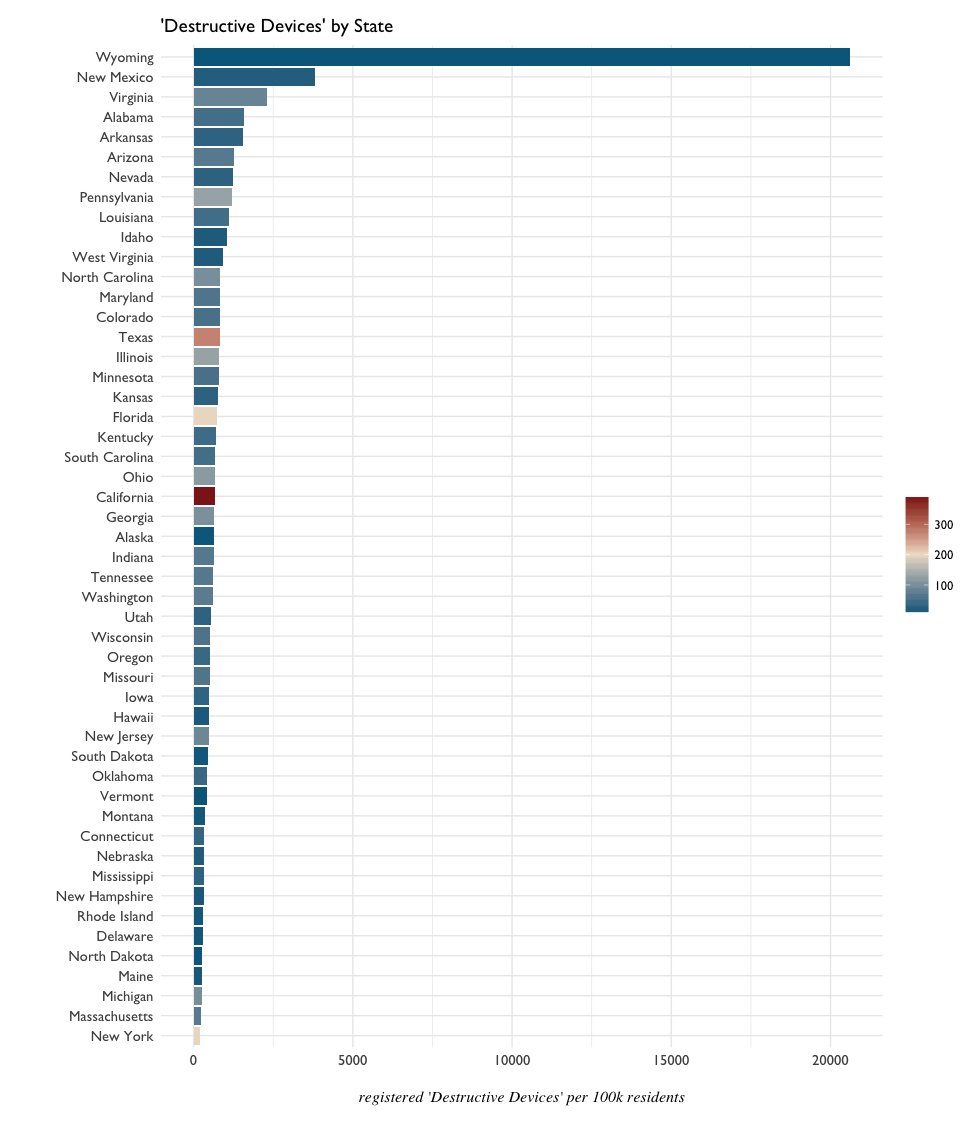 'Destructive Devices' by State
Wyoming
New Mexico
Virginia
Alabama
Arkansas
Arizona
Nevada
Pennsylvania
Louisiana
Idaho
West Virginia
North Carolina
Maryland
Colorado
Texas
Illinois
Minnesota
Kansas
Florida
Kentucky
South Carolina
Ohio
California
Georgia
Alaska
Indiana
Tennessee
Washington
Utah
Wisconsin
Oregon
Missouri
Iowa
Hawaii
New Jersey
South Dakota
Oklahoma
Vermont
Montana
Connecticut
Nebraska
Mississippi
New Hampshire
Rhode Island
Delaware
North Dakota
Maine
Michigan
Massachusetts
New York
0 5000 10000 15000 20000
registered 'Destructive Devices' per 100k residents
300
200
100